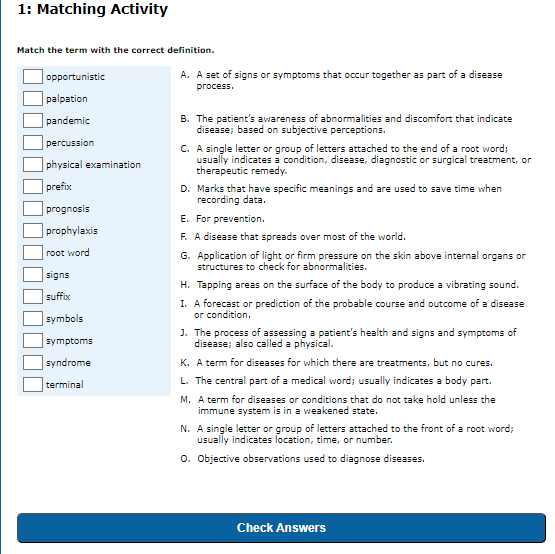 1: Matching Activity
Match the term with the correct definition.
opportunistic
palpation
pandemic
percussion
physical examination
prefix
prognosis
prophylaxis
root word
signs
suffix
symbols
symptoms
syndrome
terminal
A. A set of signs or symptoms that occur together as part of a disease
process.
B. The patient's awareness of abnormalities and discomfort that indicate
disease; based on subjective perceptions.
C. A single letter or group of letters attached to the end of a root word;
usually indicates a condition, disease, diagnostic or surgical treatment, or
therapeutic remedy.
D. Marks that have specific meanings and are used to save time when
recording data.
E. For prevention.
F. A disease that spreads over most of the world.
G. Application of light or firm pressure on the skin above internal organs or
structures to check for abnormalities.
H. Tapping areas on the surface of the body to produce a vibrating sound.
I. A forecast or prediction of the probable course and outcome of a disease
or condition.
J. The process of assessing a patient's health and signs and symptoms of
disease; also called a physical.
K. A term for diseases for which there are treatments, but no cures.
L. The central part of a medical word; usually indicates a body part.
M. A term for diseases or conditions that do not take hold unless the
immune system is in a weakened state.
N. A single letter or group of letters attached to the front of a root word;
usually indicates location, time, or number.
O. Objective observations used to diagnose diseases.
Check Answers